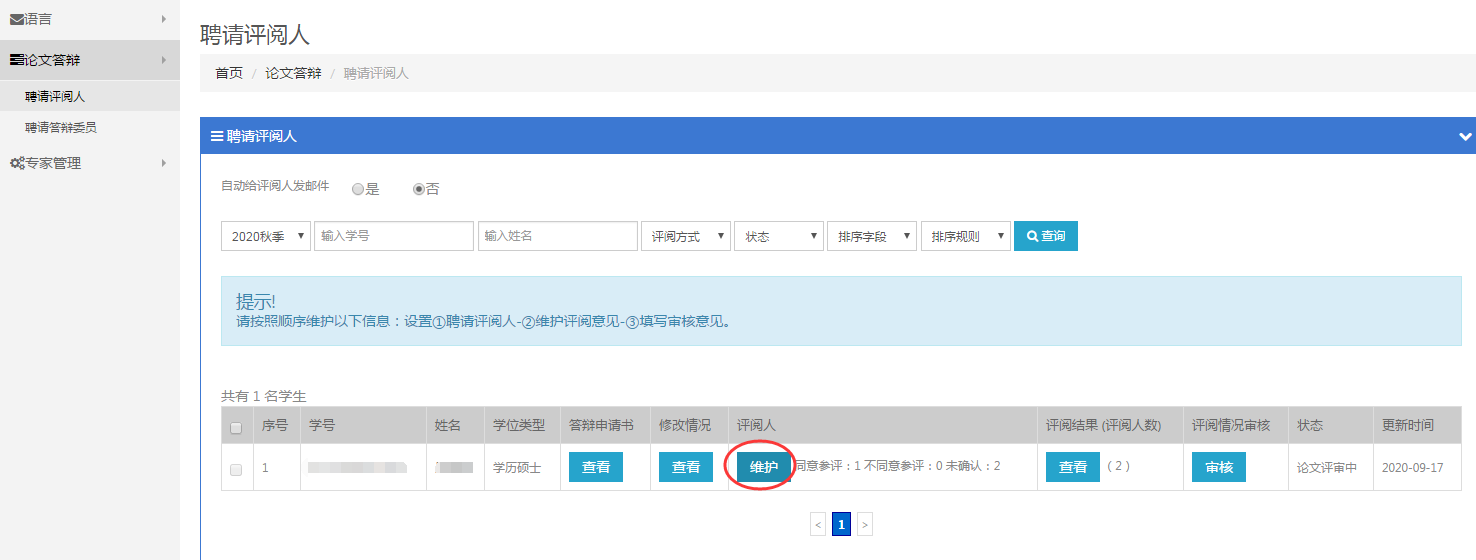 语言
论文答辩
聘请评阅人
聘请答辩委员
专家管理
聘请评阅人
首页 / 论文答辩 / 聘请评阅人
聘请评阅人
自动给评阅人发邮件 是 否
2020秋季 输入学号 输入姓名 评阅方式 状态 排序字段 排序规则 查询
提示!
请按照顺序维护以下信息：设置①聘请评阅人-②维护评阅意见-③填写审核意见。
共有 1 名学生
序号 学号 姓名 学位类型 答辩申请书 修改情况 评阅人 评阅结果 (评阅人数) 评阅情况审核 状态 更新时间
1 学历硕士 查看 查看 维护 同意参评：1 不同意参评：0 未确认：2 查看 ( 2 ) 审核 论文评审中 2020-09-17
< 1 >